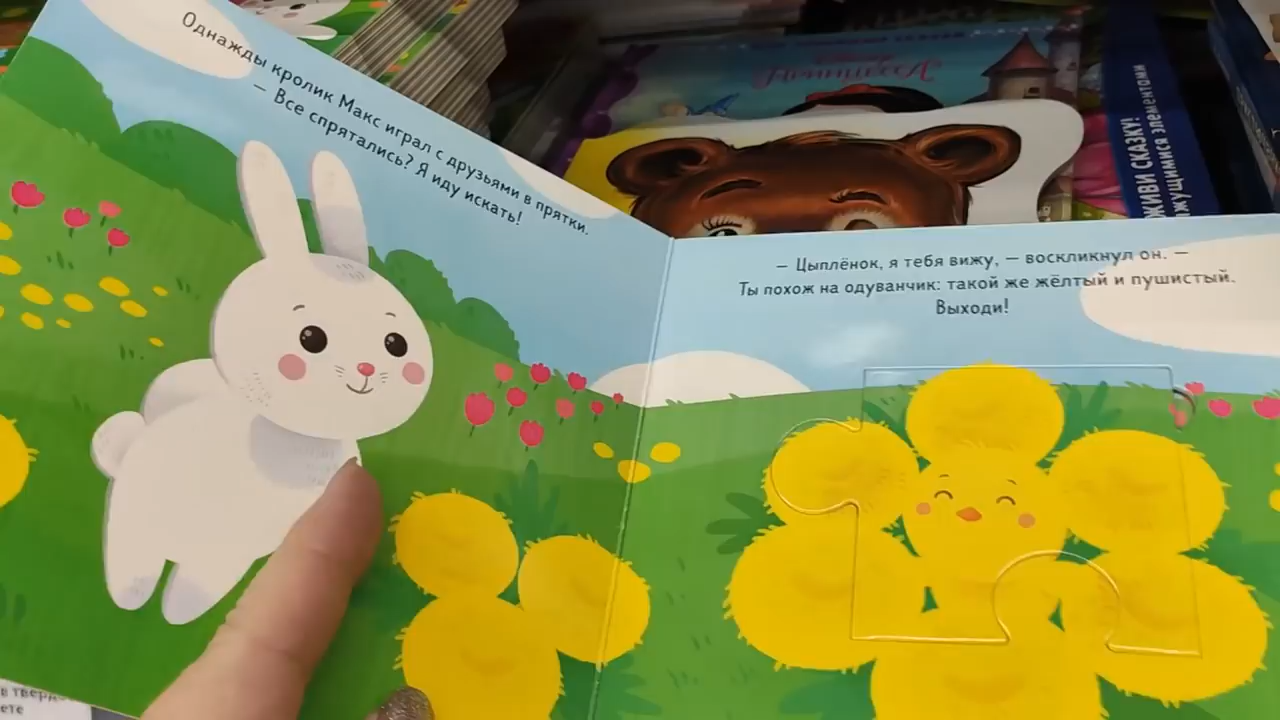 Однажды кролик Макс играл с друзьями в прятки.
– Все спрятались? Я иду искать!
– Цыплёнок, я тебя вижу, – воскликнул он. –
Ты похож на одуванчик: такой же жёлтый и пушистый.
Выходи!
ЖИВИ СКАЗКУ!